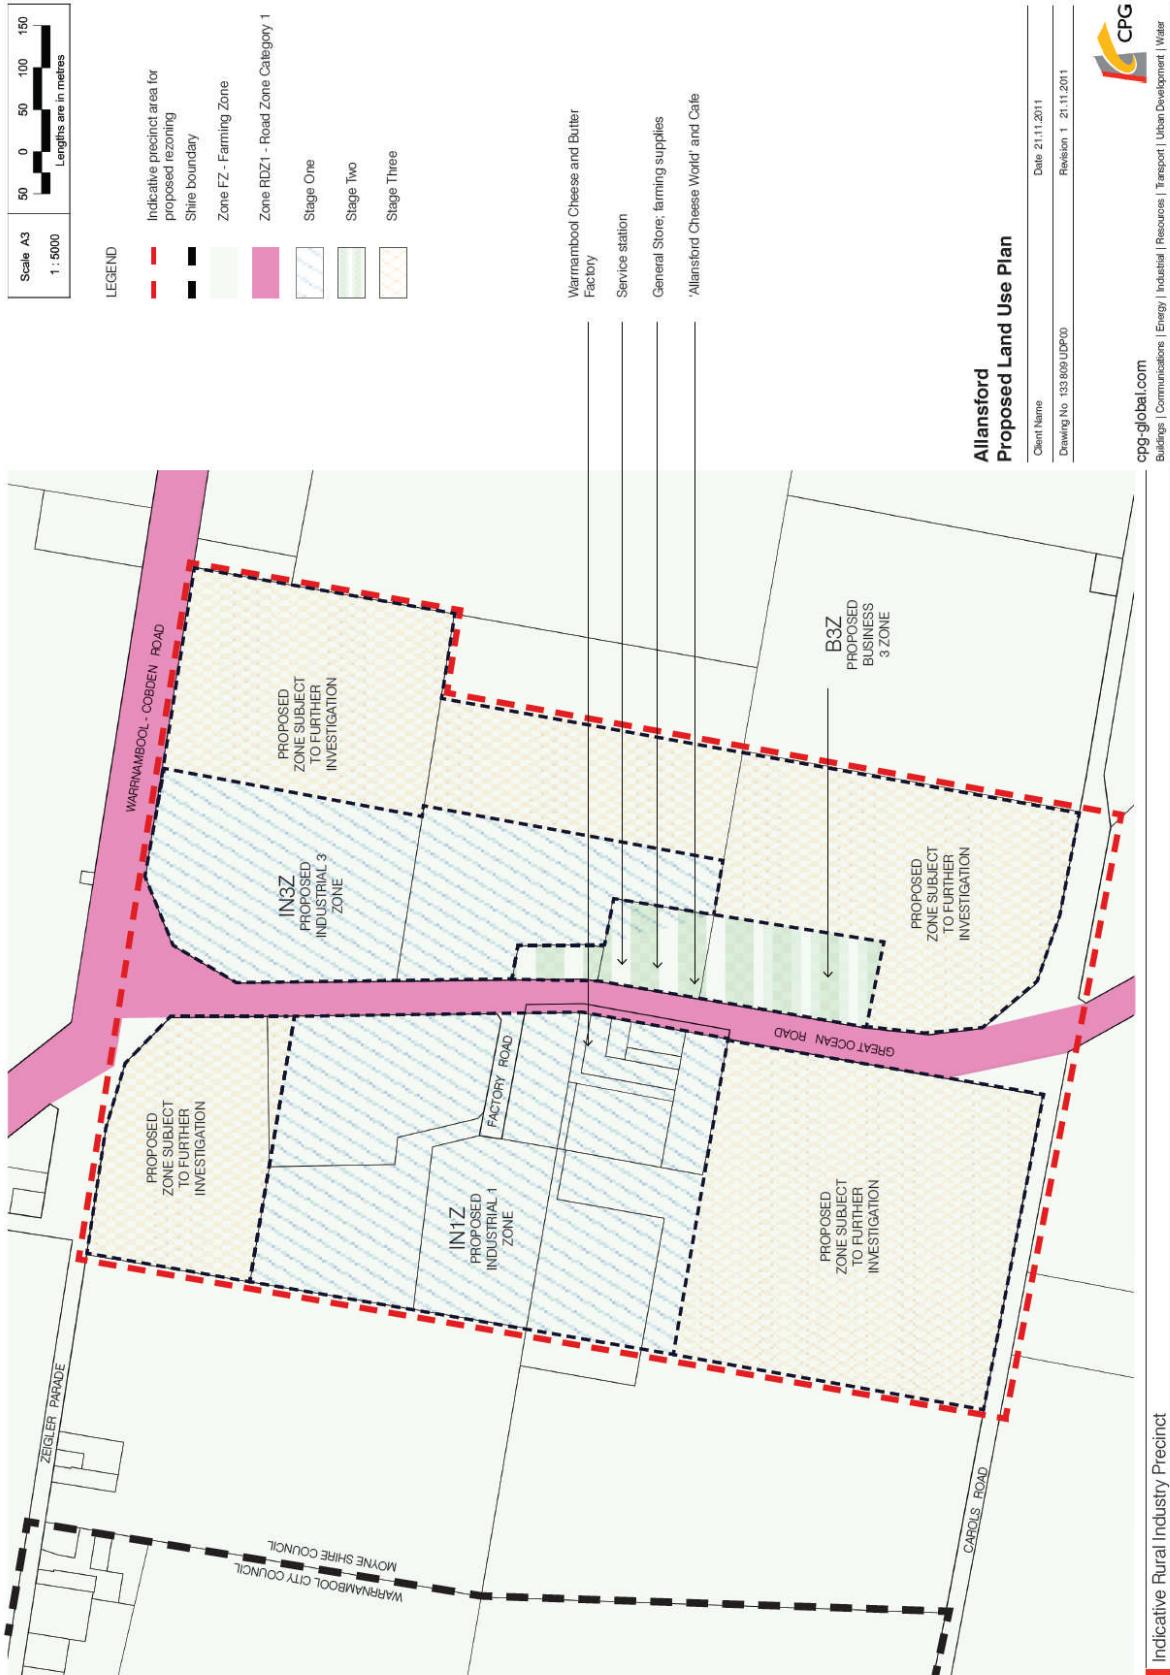 Scale A3
1 : 5000
50 0 50 100 150
Lengths are in metres
LEGEND
Indicative precinct area for
proposed rezoning
Shire boundary
Zone FZ - Farming Zone
Zone RDZ1 - Road Zone Category 1
Stage One
Stage Two
Stage Three
Warrnambool Cheese and Butter
Factory
Service station
General Store; farming supplies
'Allansford Cheese World' and Cafe
ZEIGLER PARADE
WARRNAMBOOL - COBDEN ROAD
PROPOSED
ZONE SUBJECT
TO FURTHER
INVESTIGATION
PROPOSED
ZONE SUBJECT
TO FURTHER
INVESTIGATION
IN3Z
PROPOSED
INDUSTRIAL 3
ZONE
IN1Z
PROPOSED
INDUSTRIAL 1
ZONE
FACTORY ROAD
GREAT OCEAN ROAD
B3Z
PROPOSED
BUSINESS
3 ZONE
PROPOSED
ZONE SUBJECT
TO FURTHER
INVESTIGATION
PROPOSED
ZONE SUBJECT
TO FURTHER
INVESTIGATION
MOYNE SHIRE COUNCIL
WARRNAMBOOL CITY COUNCIL
CAROLS ROAD
Allansford
Proposed Land Use Plan
Client Name
Date 21.11.2011
Drawing No 133809UDP00
Revision 1 21.11.2011
CPG
cpg-global.com
Buildings | Communications | Energy | Industrial | Resources | Transport | Urban Development | Water
Indicative Rural Industry Precinct